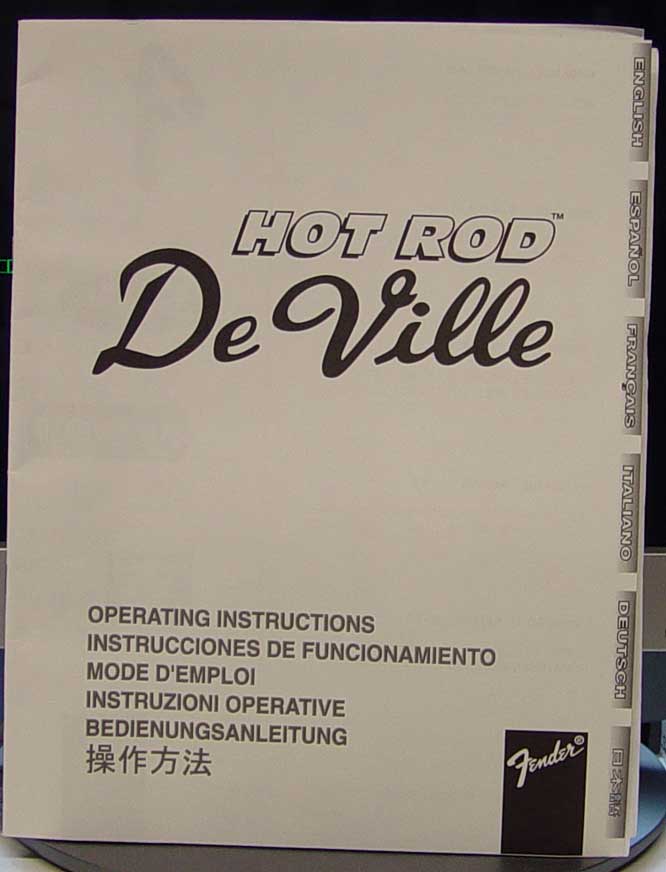 HOT ROD™
De Ville
OPERATING INSTRUCTIONS
INSTRUCCIONES DE FUNCIONAMIENTO
MODE D'EMPLOI
INSTRUZIONI OPERATIVE
BEDIENUNGSANLEITUNG
操作方法
Fender®
ENGLISH
ESPAÑOL
FRANÇAIS
ITALIANO
DEUTSCH
日本語